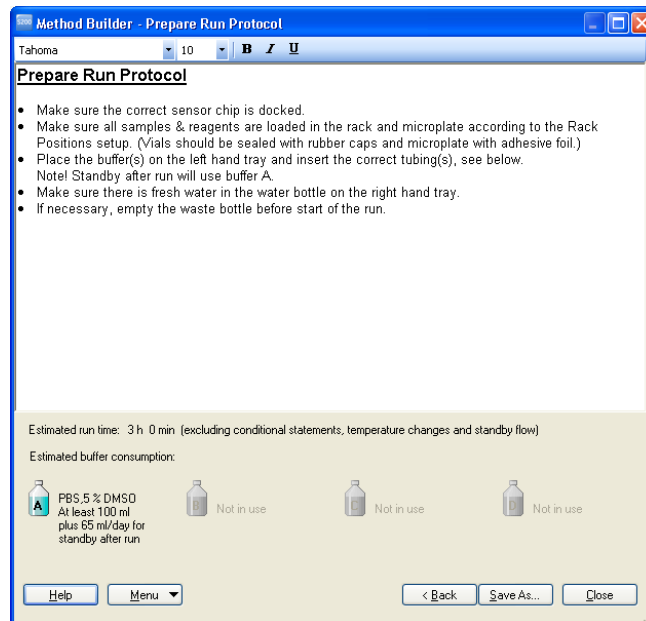 Method Builder - Prepare Run Protocol
Tahoma 10 B I U
Prepare Run Protocol
• Make sure the correct sensor chip is docked.
• Make sure all samples & reagents are loaded in the rack and microplate according to the Rack
Positions setup. (Vials should be sealed with rubber caps and microplate with adhesive foil.)
• Place the buffer(s) on the left hand tray and insert the correct tubing(s), see below.
Note! Standby after run will use buffer A.
• Make sure there is fresh water in the water bottle on the right hand tray.
• If necessary, empty the waste bottle before start of the run.
Estimated run time: 3 h 0 min (excluding conditional statements, temperature changes and standby flow)
Estimated buffer consumption:
A
PBS,5 % DMSO
At least 100 ml
plus 65 ml/day for
standby after run
B Not in use
C Not in use
D Not in use
Help Menu < Back Save As... Close